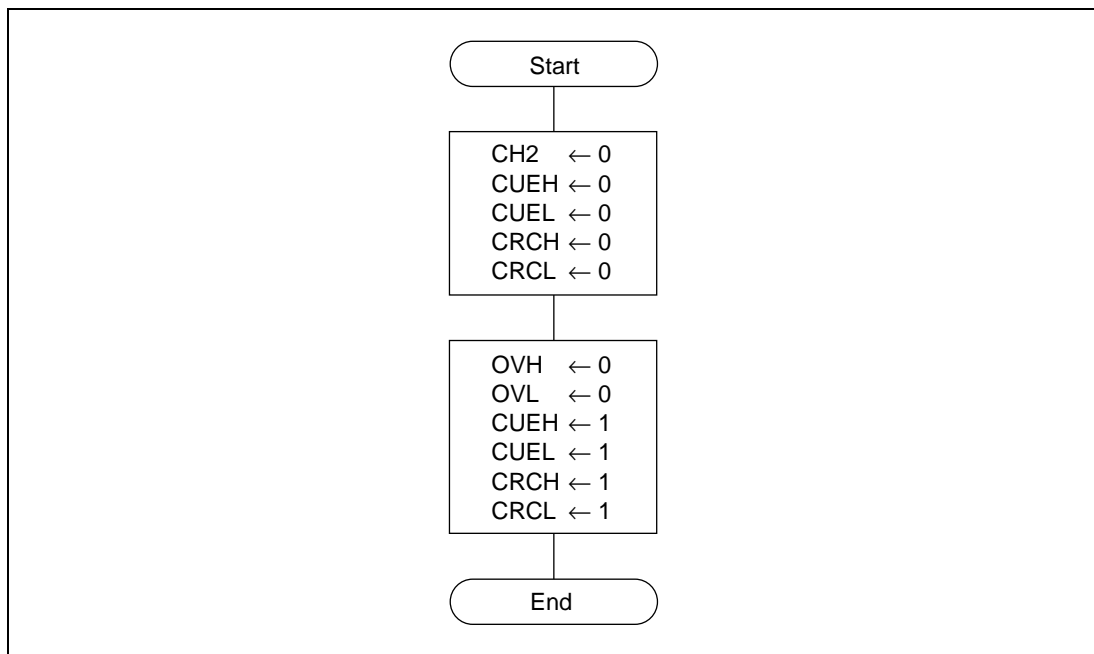 Start
CH2 ← 0
CUEH ← 0
CUEL ← 0
CRCH ← 0
CRCL ← 0
OVH ← 0
OVL ← 0
CUEH ← 1
CUEL ← 1
CRCH ← 1
CRCL ← 1
End